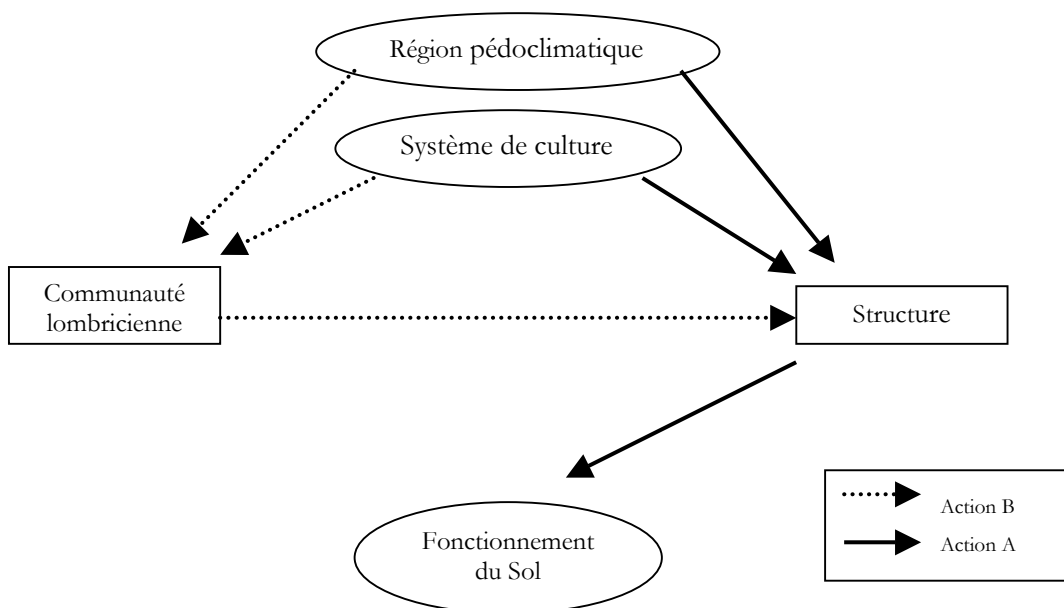 Région pédoclimatique
Système de culture
Communauté
lombricienne
Structure
Fonctionnement
du Sol
Action B
Action A